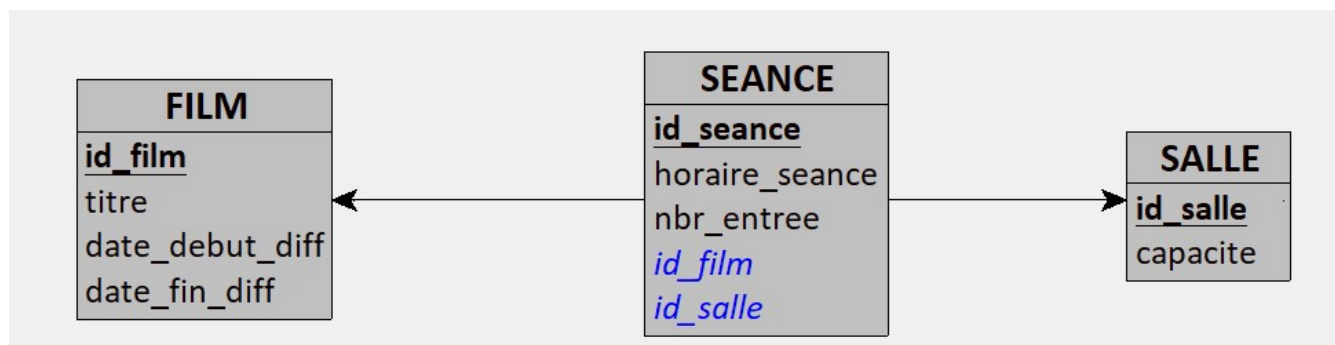 FILM
id_film
titre
date_debut_diff
date_fin_diff
SEANCE
id_seance
horaire_seance
nbr_entree
id_film
id_salle
SALLE
id_salle
capacite